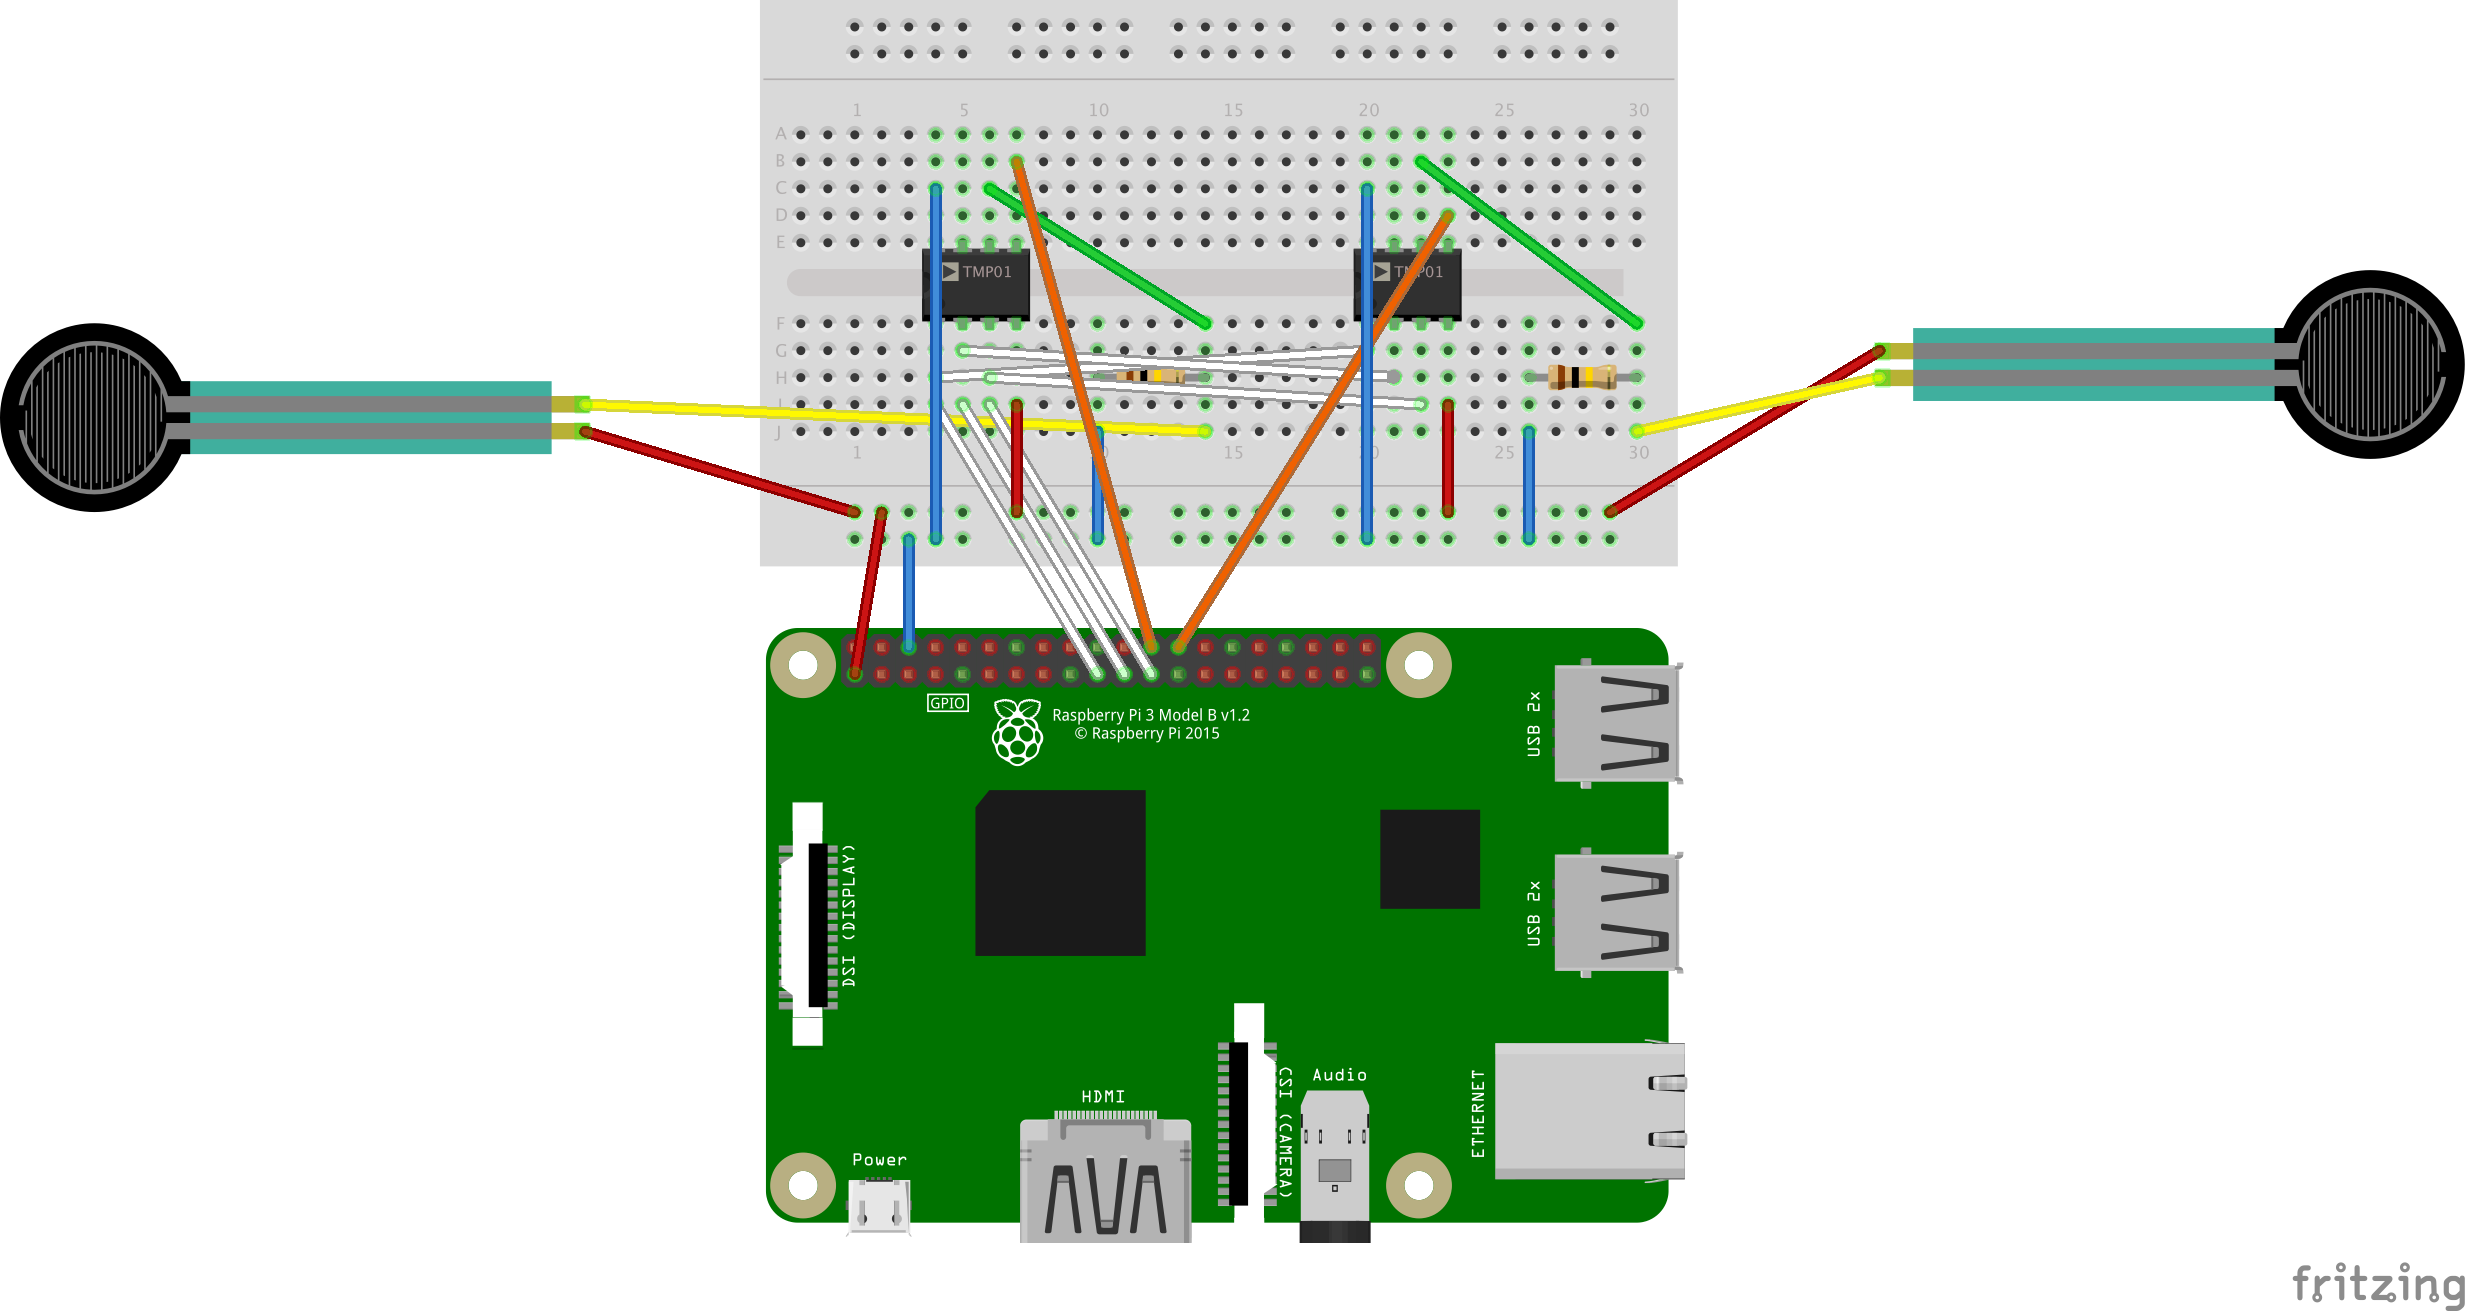 1 5 10 15 20 25 30
A
B
C
D
E
TMP01 TMP01
F
G
H
J
1 15 25 30
GPIO
Raspberry Pi 3 Model B v1.2
© Raspberry Pi 2015
USB 2x
DSI (DISPLAY)
USB 2x
HDMI
CSI (CAMERA)
Audio
ETHERNET
Power
fritzing